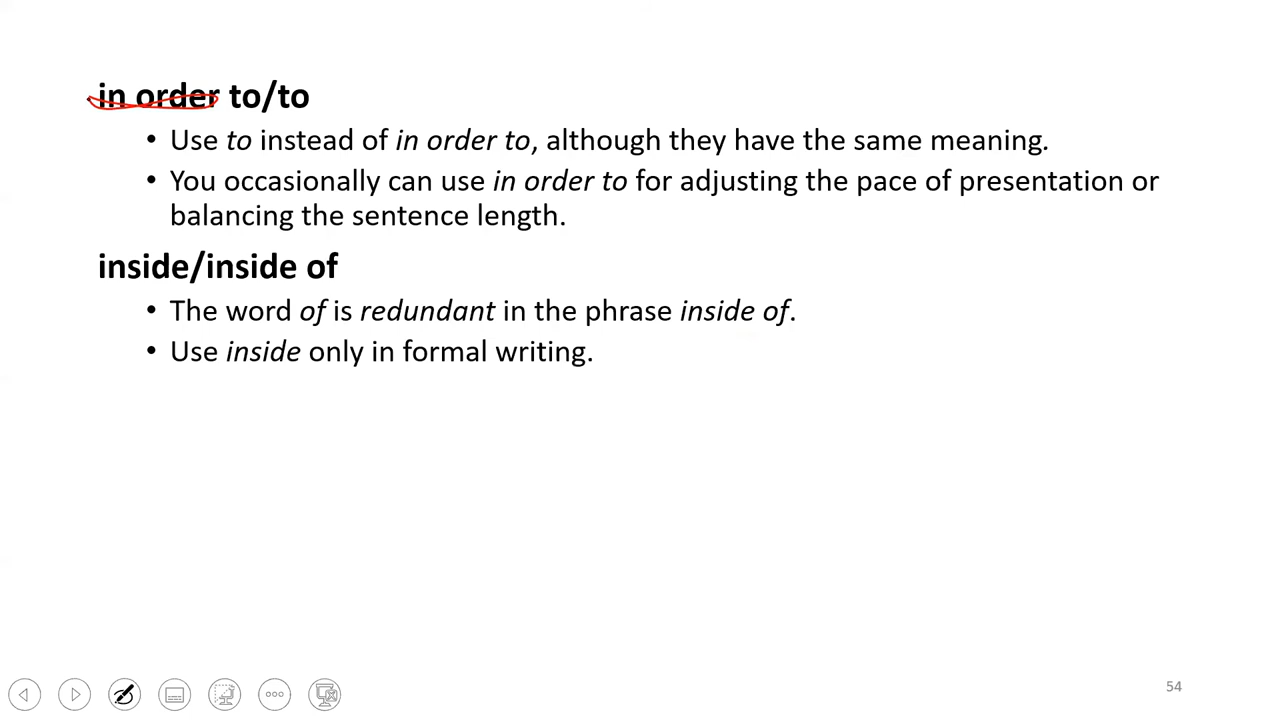 in order to/to
• Use to instead of in order to, although they have the same meaning.
• You occasionally can use in order to for adjusting the pace of presentation or
balancing the sentence length.
inside/inside of
• The word of is redundant in the phrase inside of.
• Use inside only in formal writing.
54